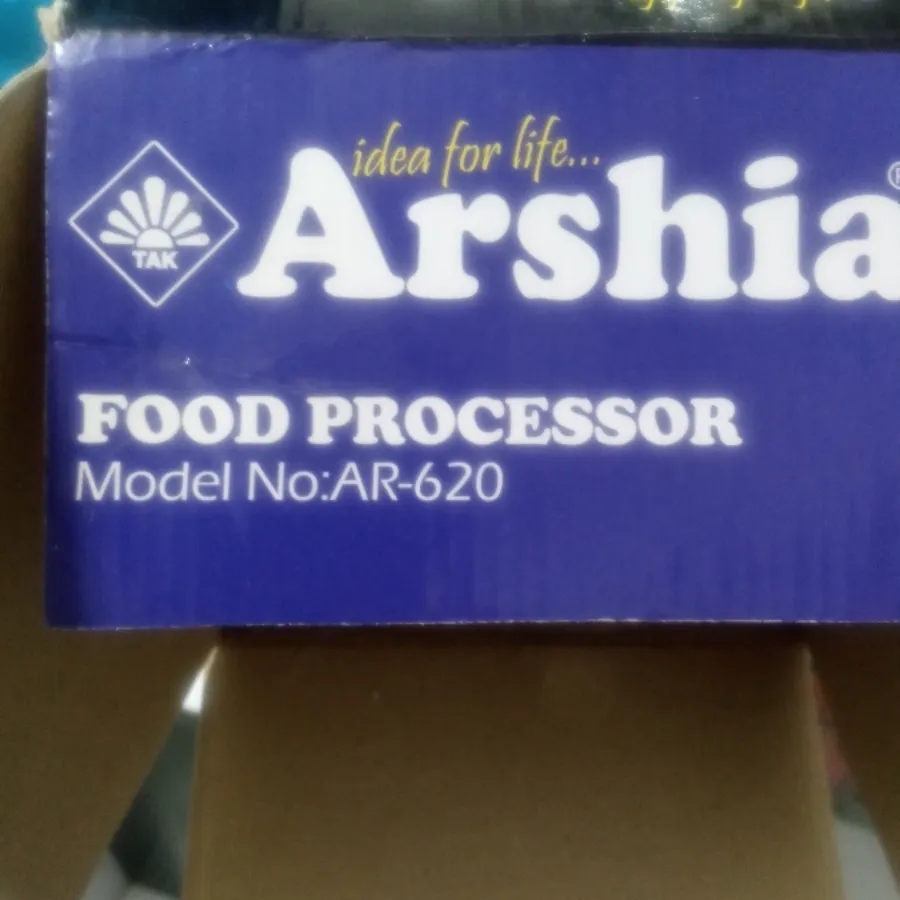 idea for life...
Arshia®
TAK
FOOD PROCESSOR
Model No:AR-620